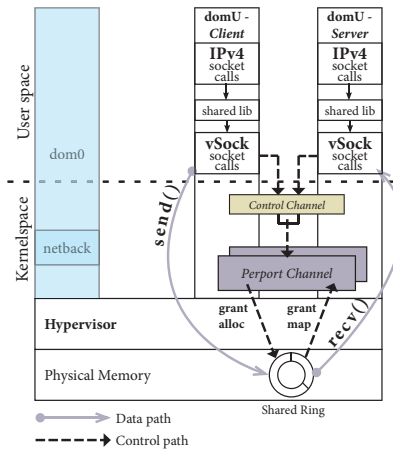 domU -
Client
domU -
Server
IPv4
socket
calls
IPv4
socket
calls
shared lib
shared lib
vSock
socket
calls
vSock
socket
calls
User space
dom0
Kernelspace
netback
send()
Control Channel
Perport Channel
Hypervisor
grant
alloc
grant
map
recv()
Physical Memory
Shared Ring
Data path
Control path